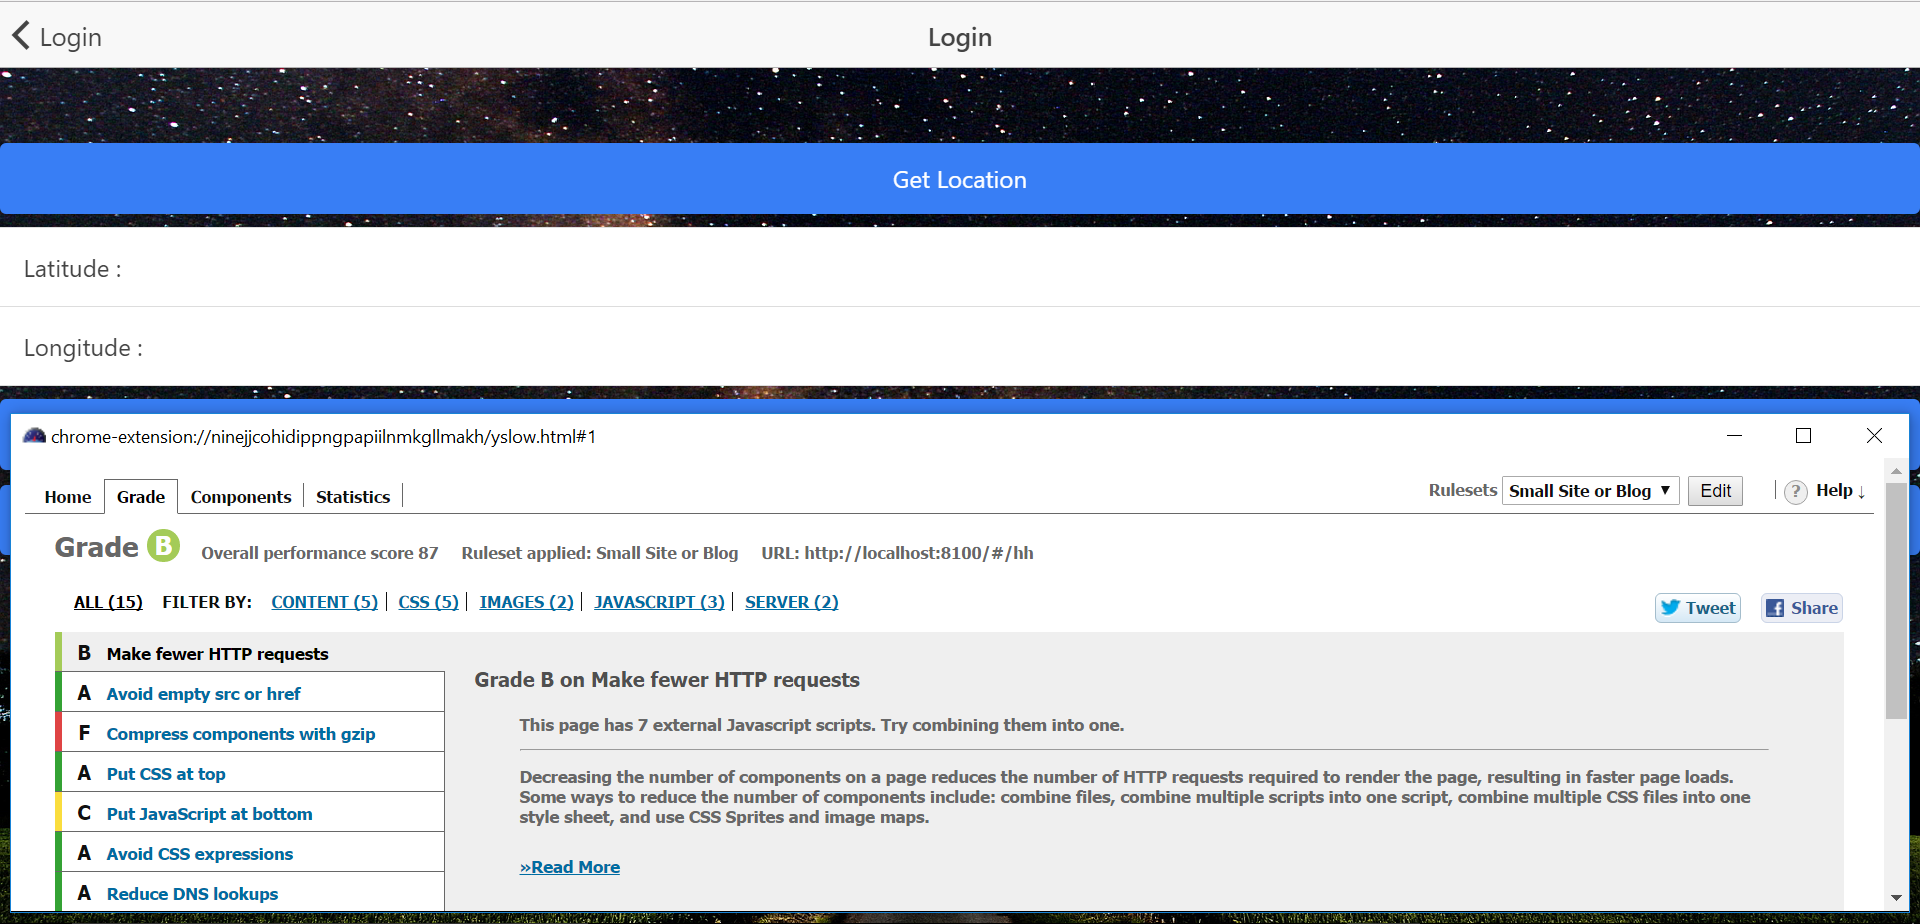 Login
Login
Get Location
Latitude :
Longitude :
chrome-extension://ninejjcohidippngpapiilnmkgllmakh/yslow.html#1
Home Grade Components Statistics Rulesets Small Site or Blog ▼ Edit ? Help ↓
Grade B Overall performance score 87 Ruleset applied: Small Site or Blog URL: http://localhost:8100/#/hh
ALL (15) FILTER BY: CONTENT (5) CSS (5) IMAGES (2) JAVASCRIPT (3) SERVER (2)
Tweet Share
B Make fewer HTTP requests
A Avoid empty src or href
F Compress components with gzip
A Put CSS at top
C Put JavaScript at bottom
A Avoid CSS expressions
A Reduce DNS lookups
Grade B on Make fewer HTTP requests
This page has 7 external Javascript scripts. Try combining them into one.
Decreasing the number of components on a page reduces the number of HTTP requests required to render the page, resulting in faster page loads.
Some ways to reduce the number of components include: combine files, combine multiple scripts into one script, combine multiple CSS files into one
style sheet, and use CSS Sprites and image maps.
»Read More